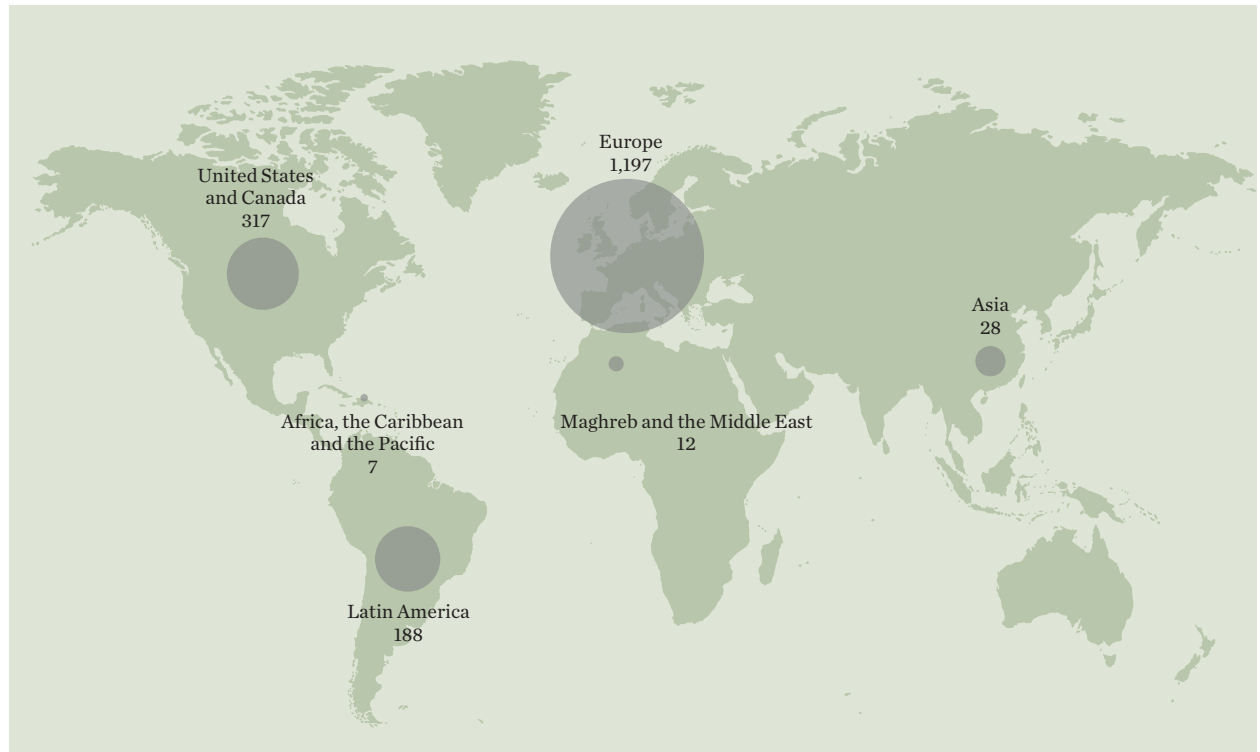 Europe
1,197
United States
and Canada
317
Asia
28
Africa, the Caribbean
and the Pacific
7
Maghreb and the Middle East
12
Latin America
188